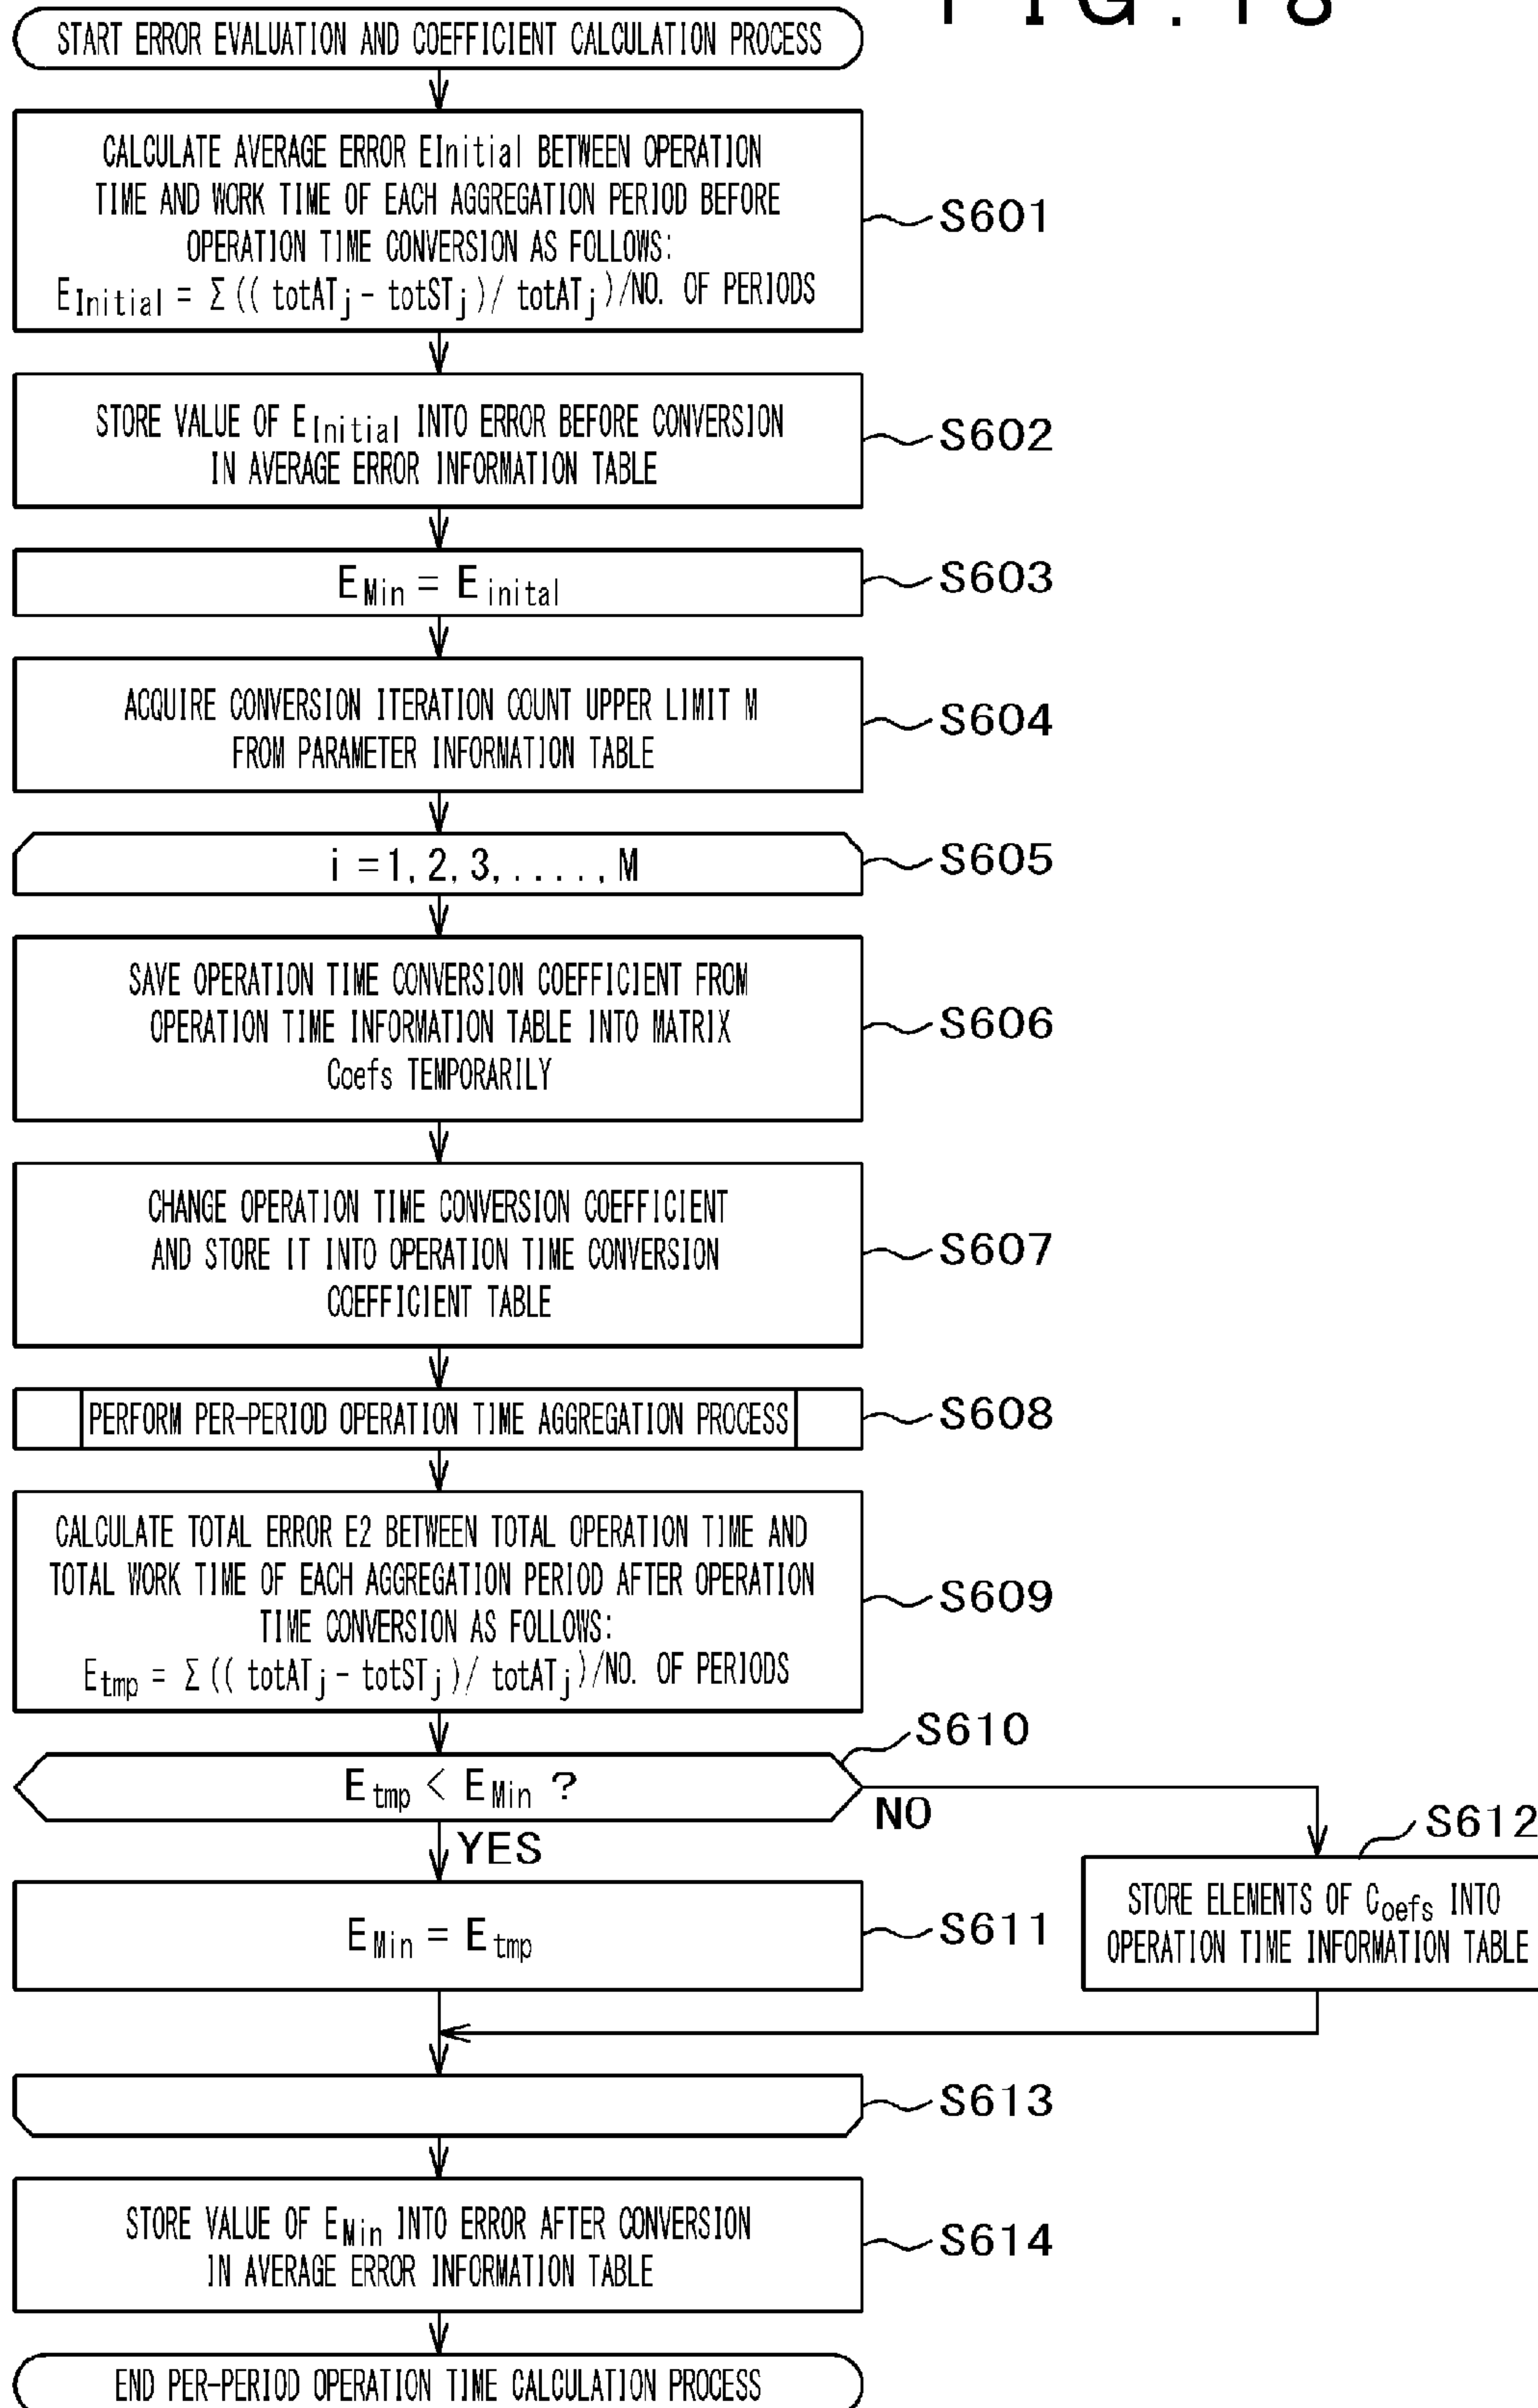 FIG. 18
START ERROR EVALUATION AND COEFFICIENT CALCULATION PROCESS
CALCULATE AVERAGE ERROR EInitial BETWEEN OPERATION
TIME AND WORK TIME OF EACH AGGREGATION PERIOD BEFORE
OPERATION TIME CONVERSION AS FOLLOWS:
EInitial = Σ(( totATj - totSTj )/ totATj )/NO. OF PERIODS
S601
STORE VALUE OF EInitial INTO ERROR BEFORE CONVERSION
IN AVERAGE ERROR INFORMATION TABLE
S602
EMin = Einital
S603
ACQUIRE CONVERSION ITERATION COUNT UPPER LIMIT M
FROM PARAMETER INFORMATION TABLE
S604
i = 1, 2, 3, . . . . , M
S605
SAVE OPERATION TIME CONVERSION COEFFICIENT FROM
OPERATION TIME INFORMATION TABLE INTO MATRIX
Coefs TEMPORARILY
S606
CHANGE OPERATION TIME CONVERSION COEFFICIENT
AND STORE IT INTO OPERATION TIME CONVERSION
COEFFICIENT TABLE
S607
PERFORM PER-PERIOD OPERATION TIME AGGREGATION PROCESS
S608
CALCULATE TOTAL ERROR E2 BETWEEN TOTAL OPERATION TIME AND
TOTAL WORK TIME OF EACH AGGREGATION PERIOD AFTER OPERATION
TIME CONVERSION AS FOLLOWS:
Etmp = Σ(( totATj - totSTj )/ totATj )/NO. OF PERIODS
S609
S610
Etmp < EMin ?
NO
YES
S612
STORE ELEMENTS OF Coefs INTO
OPERATION TIME INFORMATION TABLE
EMin = Etmp
S611
S613
STORE VALUE OF EMin INTO ERROR AFTER CONVERSION
IN AVERAGE ERROR INFORMATION TABLE
S614
END PER-PERIOD OPERATION TIME CALCULATION PROCESS